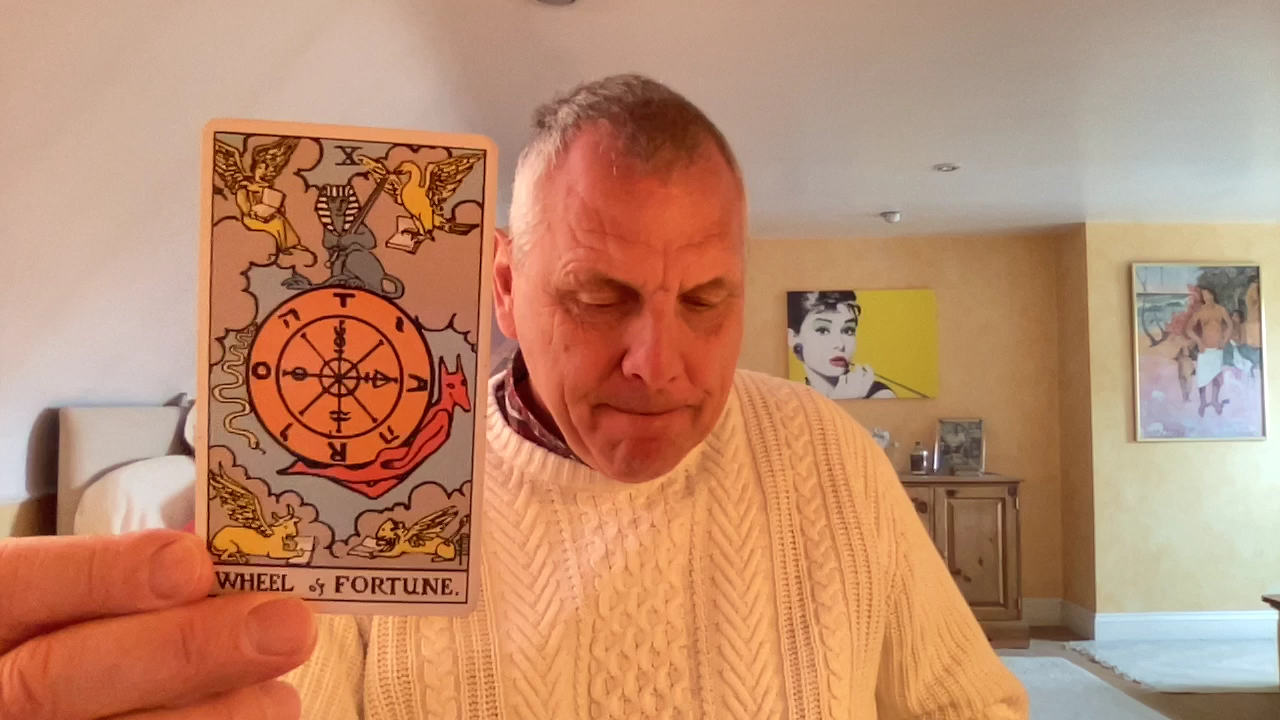 X
T
ה י
O A
ו ה
R
WHEEL of FORTUNE.